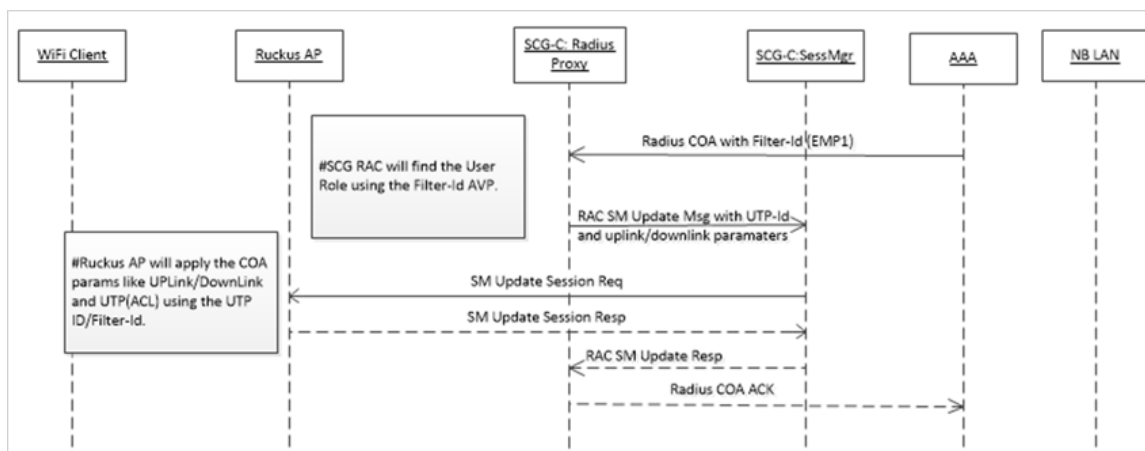 WiFi Client
Ruckus AP
SCG-C: Radius
Proxy
SCG-C:SessMgr
AAA
NB LAN
Radius COA with Filter-Id (EMP1)
#SCG RAC will find the User
Role using the Filter-Id AVP.
RAC SM Update Msg with UTP-Id
and uplink/downlink paramaters
#Ruckus AP will apply the COA
params like UPLink/DownLink
and UTP(ACL) using the UTP
ID/Filter-Id.
SM Update Session Req
SM Update Session Resp
RAC SM Update Resp
Radius COA ACK